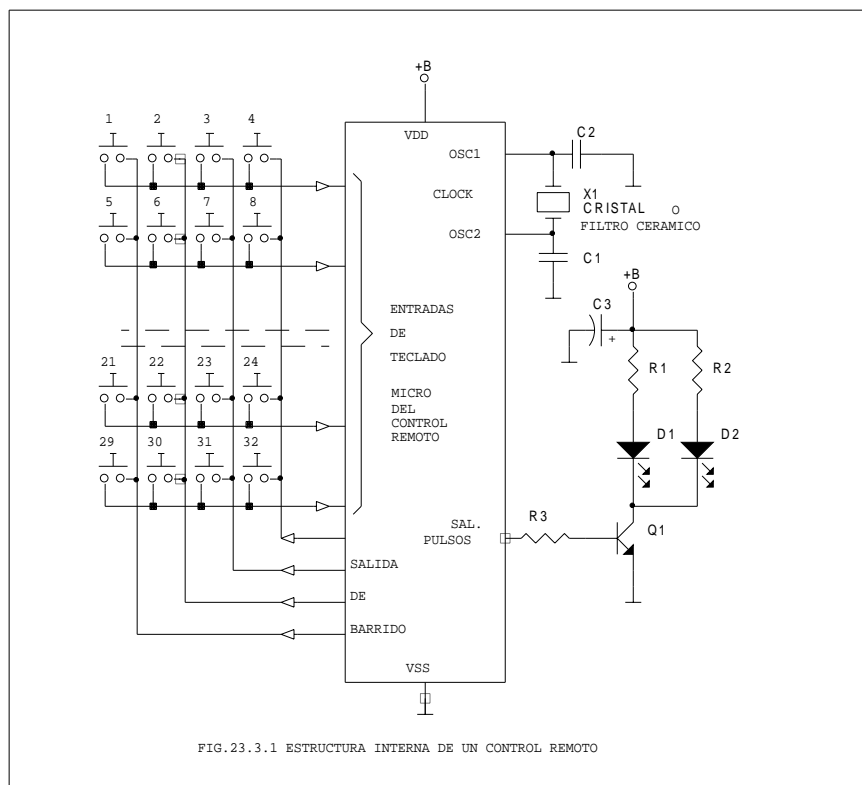 +B
1 2 3 4
VDD
OSC1
C2
CLOCK
X1
CRISTAL O
FILTRO CERAMICO
5 6 7 8
OSC2
C1
+B
ENTRADAS
DE
TECLADO
C3
+
R1
R2
21 22 23 24
MICRO
DEL
CONTROL
REMOTO
D1
D2
29 30 31 32
SAL.
PULSOS
R3
Q1
SALIDA
DE
BARRIDO
VSS
FIG.23.3.1 ESTRUCTURA INTERNA DE UN CONTROL REMOTO